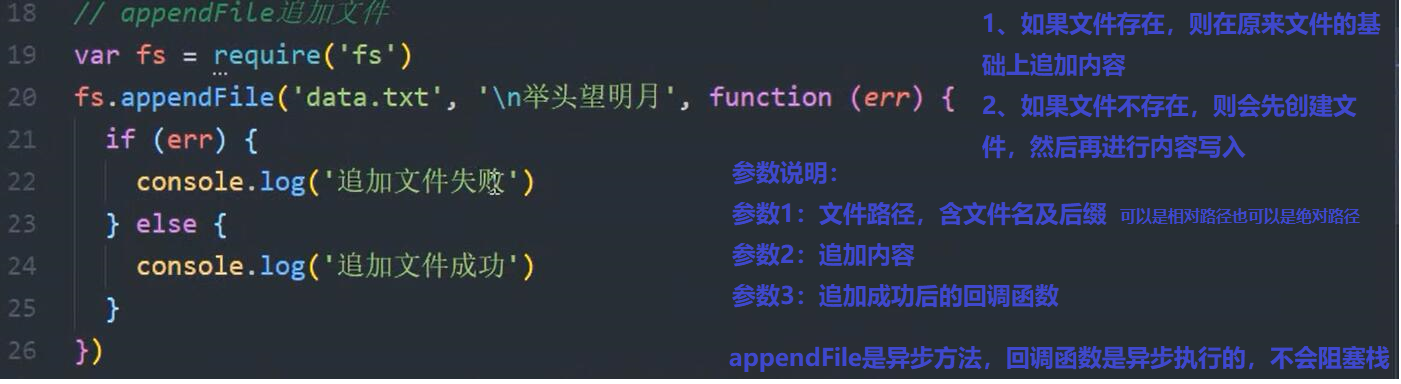 18 // appendFile追加文件
19 var fs = require('fs')
20 fs.appendFile('data.txt', '\n举头望明月', function (err) {
21 if (err) {
22 console.log('追加文件失败')
23 } else {
24 console.log('追加文件成功')
25 }
26 })
1、如果文件存在，则在原来文件的基
础上追加内容
2、如果文件不存在，则会先创建文
件，然后再进行内容写入
参数说明：
参数1：文件路径，含文件名及后缀 可以是相对路径也可以是绝对路径
参数2：追加内容
参数3：追加成功后的回调函数
appendFile是异步方法，回调函数是异步执行的，不会阻塞栈